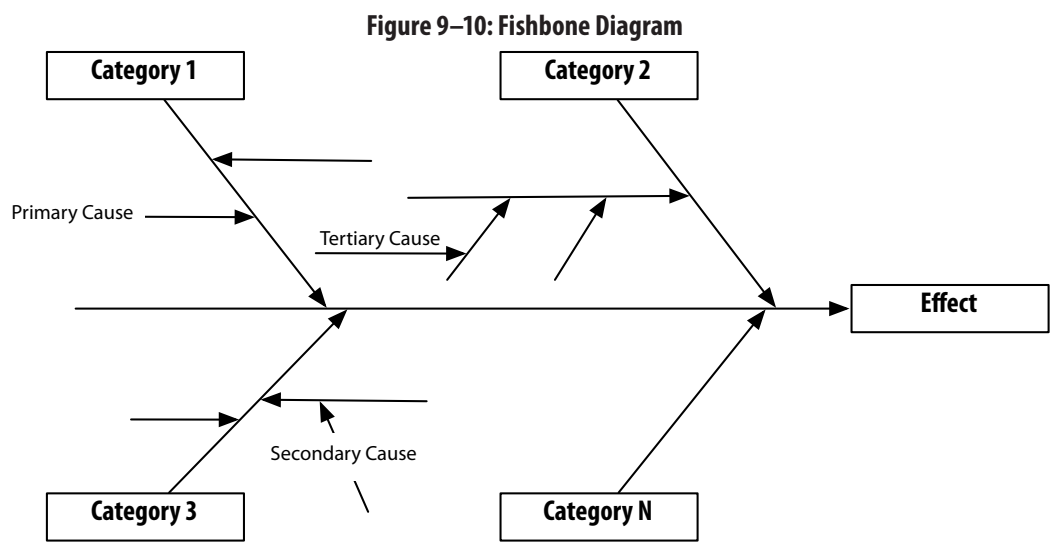 Figure 9–10: Fishbone Diagram
Category 1
Category 2
Primary Cause
Tertiary Cause
Effect
Secondary Cause
Category 3
Category N